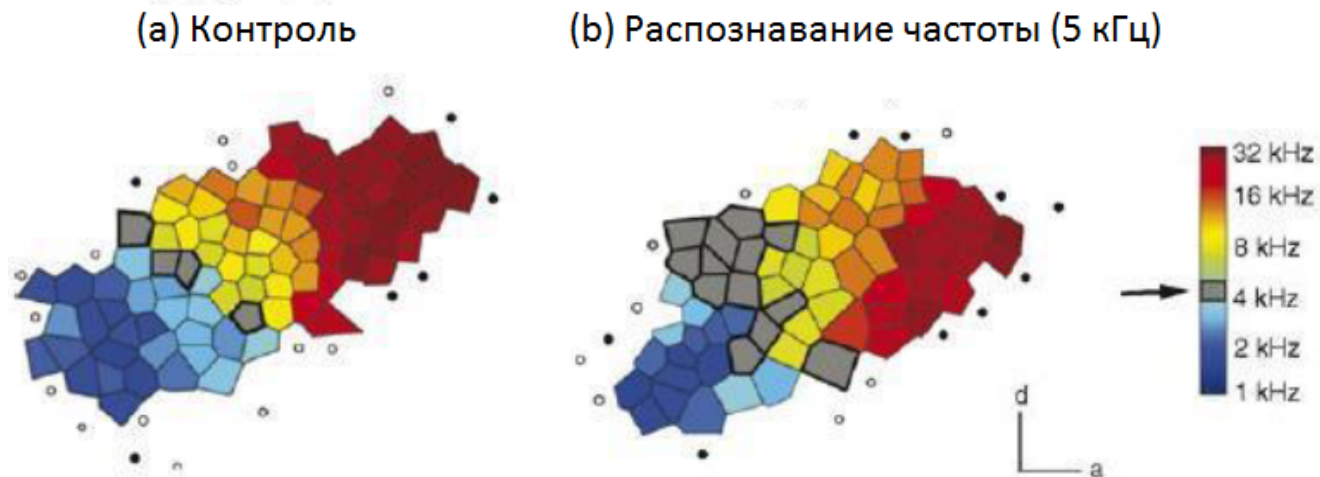 (a) Контроль
(b) Распознавание частоты (5 кГц)
32 kHz
16 kHz
8 kHz
4 kHz
2 kHz
1 kHz
d
a